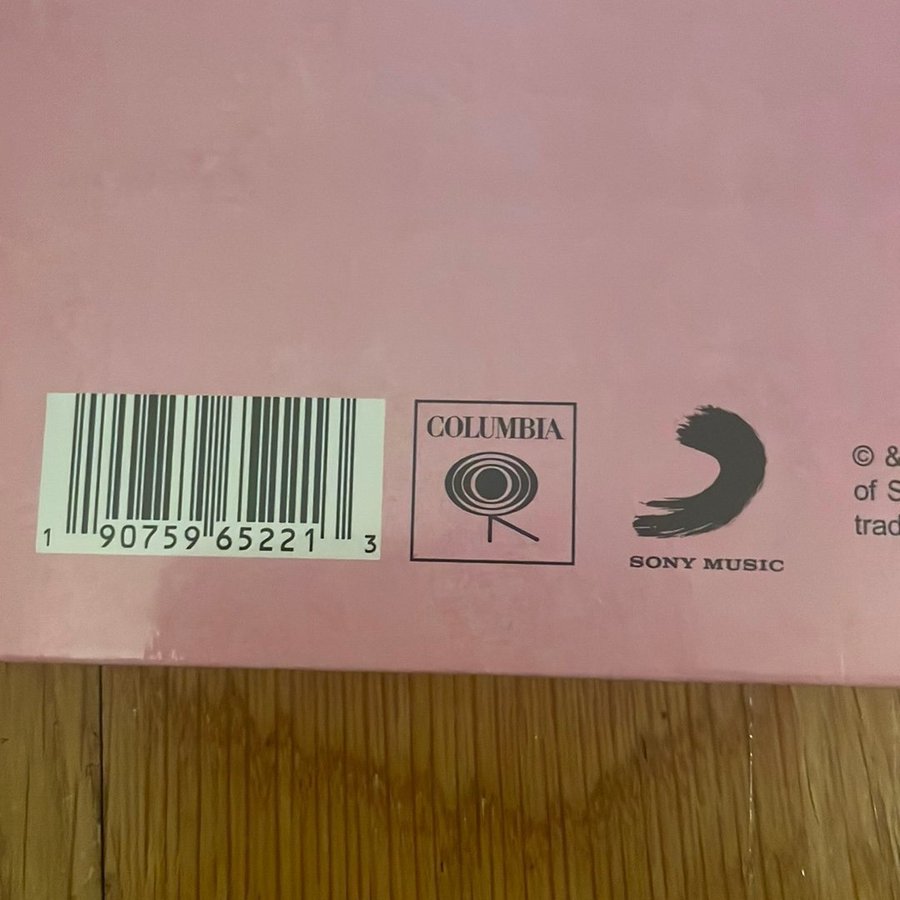 1 90759 65221 3
COLUMBIA
SONY MUSIC
© &
of S
trad